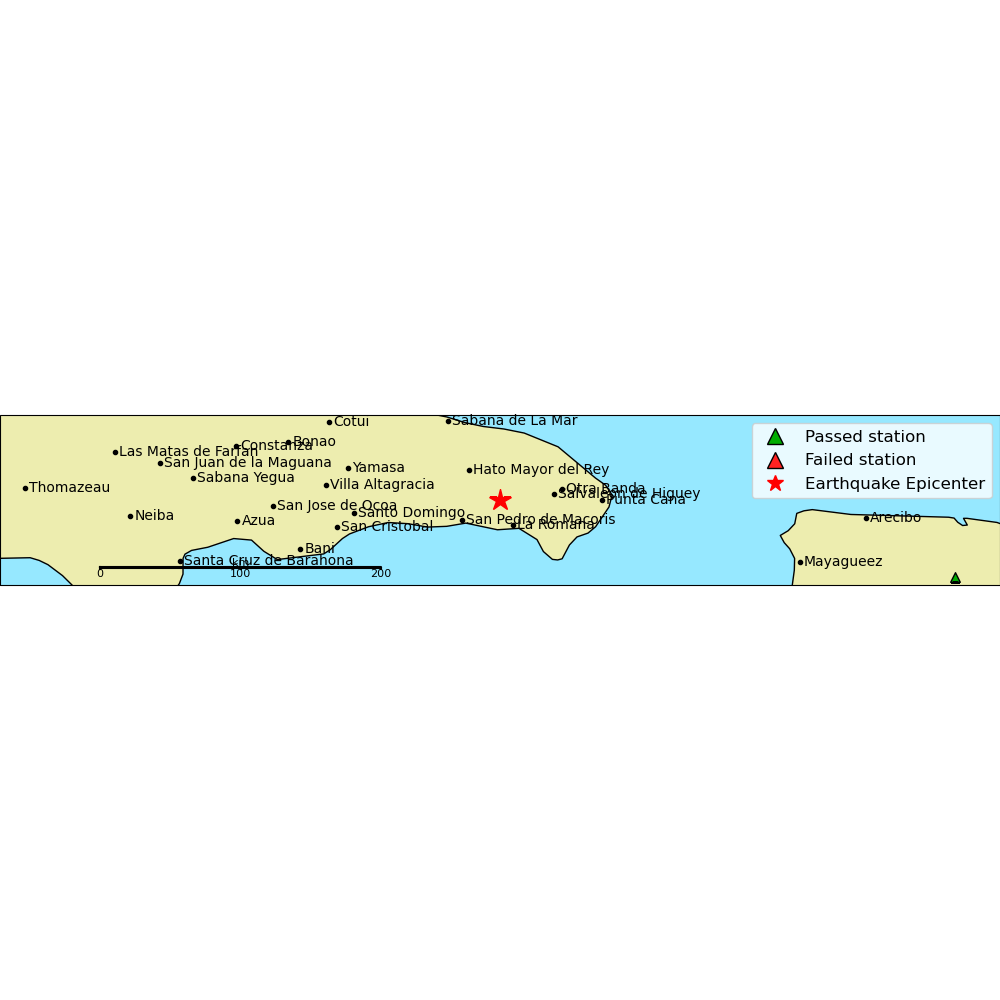 Cotui
Sabana de La Mar
Bonao
Constanza
Las Matas de Farfan
San Juan de la Maguana
Yamasa
Hato Mayor del Rey
Sabana Yegua
Villa Altagracia
Thomazeau
Otra Banda
Salvaleon de Higuey
Punta Cana
San Jose de Ocoa
Santo Domingo
Neiba
Azua
San Pedro de Macoris
La Romana
San Cristobal
Arecibo
Bani
Santa Cruz de Barahona
Mayagueez
km
0
100
200
Passed station
Failed station
Earthquake Epicenter